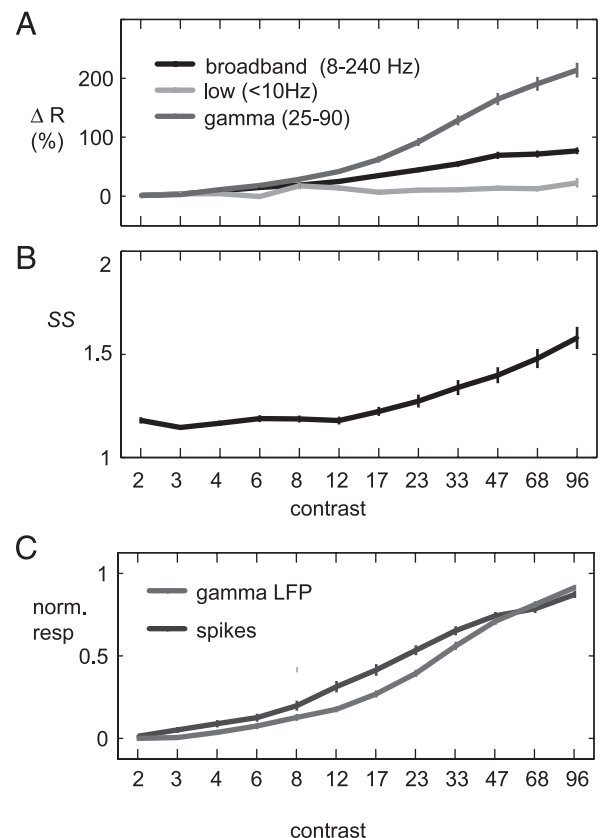 A
Δ R
(%)
200
100
0
broadband (8-240 Hz)
low (<10Hz)
gamma (25-90)
B
SS
2
1.5
1
2 3 4 6 8 12 17 23 33 47 68 96
contrast
C
norm.
resp
1
0.5
0
gamma LFP
spikes
2 3 4 6 8 12 17 23 33 47 68 96
contrast